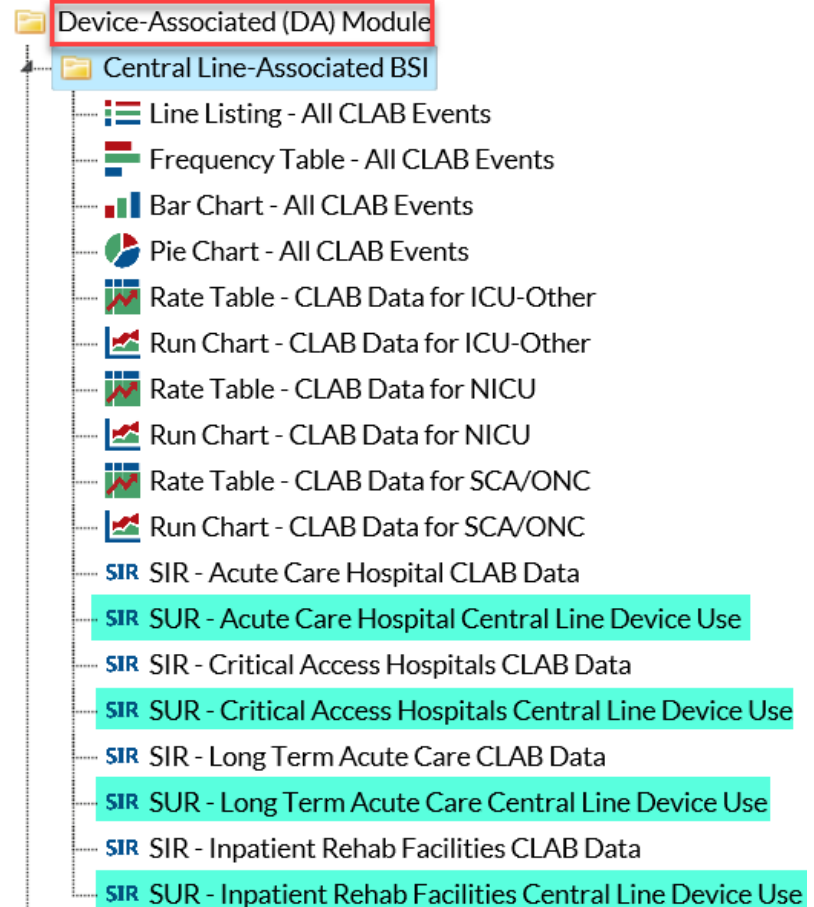 Device-Associated (DA) Module
Central Line-Associated BSI
Line Listing - All CLAB Events
Frequency Table - All CLAB Events
Bar Chart - All CLAB Events
Pie Chart - All CLAB Events
Rate Table - CLAB Data for ICU-Other
Run Chart - CLAB Data for ICU-Other
Rate Table - CLAB Data for NICU
Run Chart - CLAB Data for NICU
Rate Table - CLAB Data for SCA/ONC
Run Chart - CLAB Data for SCA/ONC
SIR SIR - Acute Care Hospital CLAB Data
SIR SUR - Acute Care Hospital Central Line Device Use
SIR SIR - Critical Access Hospitals CLAB Data
SIR SUR - Critical Access Hospitals Central Line Device Use
SIR SIR - Long Term Acute Care CLAB Data
SIR SUR - Long Term Acute Care Central Line Device Use
SIR SIR - Inpatient Rehab Facilities CLAB Data
SIR SUR - Inpatient Rehab Facilities Central Line Device Use